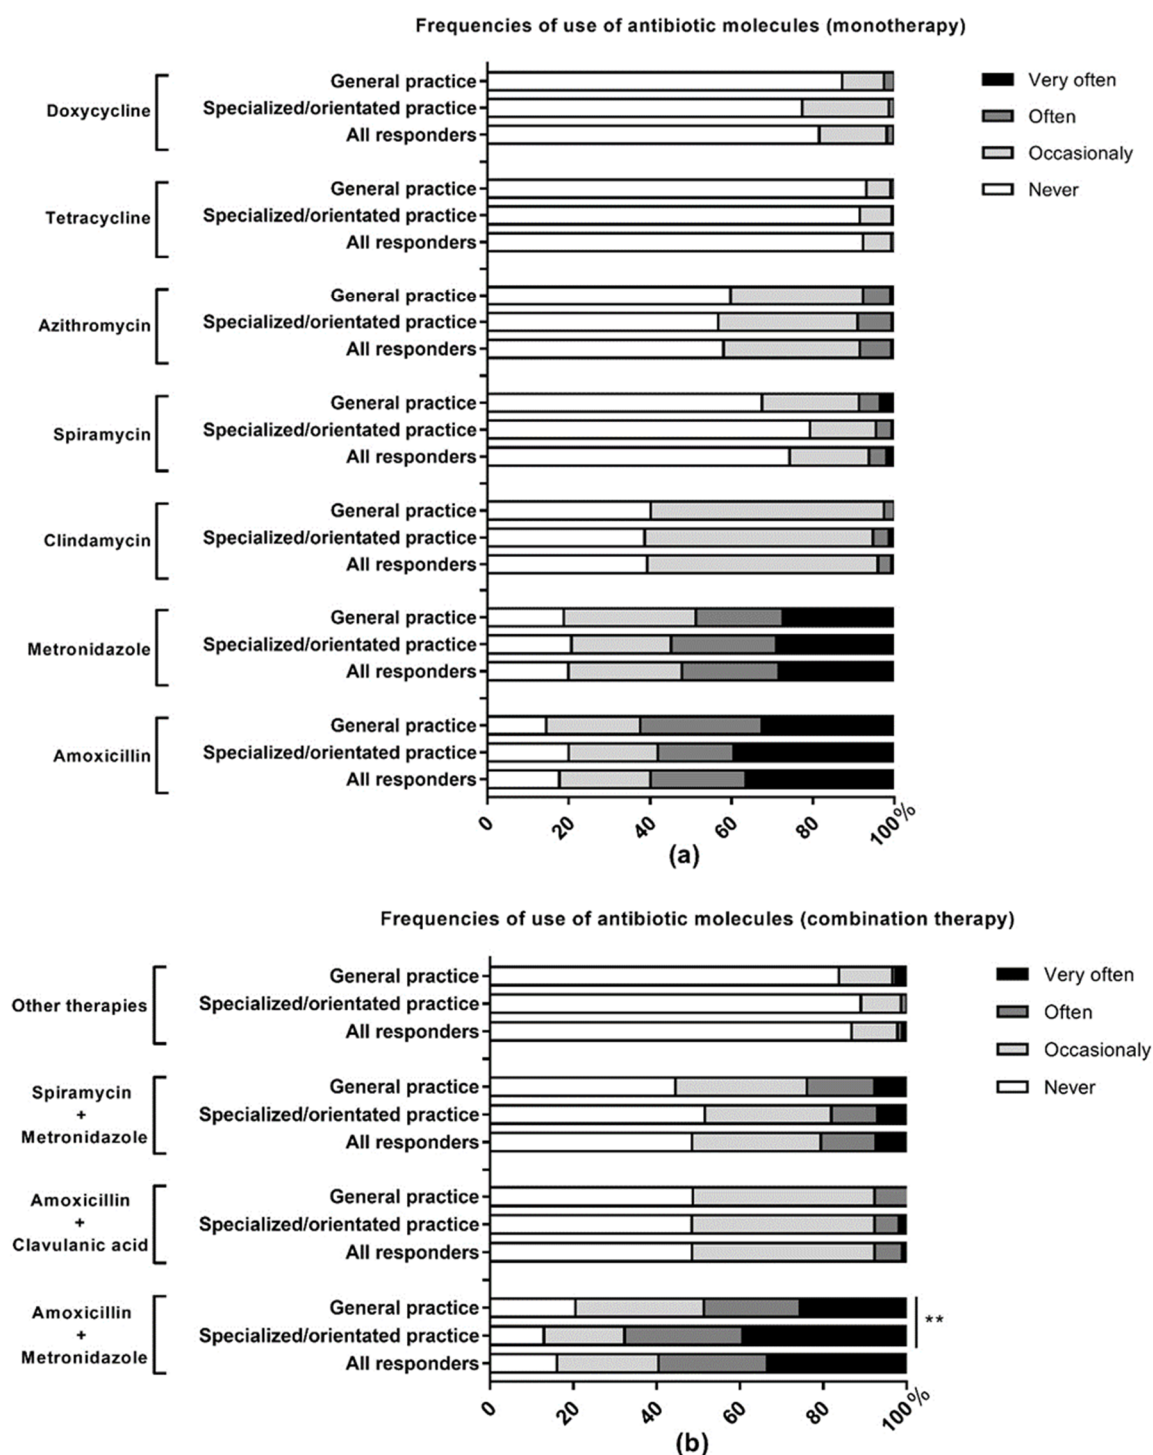 Frequencies of use of antibiotic molecules (monotherapy)
Doxycycline
General practice
Specialized/orientated practice
All responders
Tetracycline
General practice
Specialized/orientated practice
All responders
Azithromycin
General practice
Specialized/orientated practice
All responders
Spiramycin
General practice
Specialized/orientated practice
All responders
Clindamycin
General practice
Specialized/orientated practice
All responders
Metronidazole
General practice
Specialized/orientated practice
All responders
Amoxicillin
General practice
Specialized/orientated practice
All responders
Very often
Often
Occasionaly
Never
0 20 40 60 80 100%
(a)
Frequencies of use of antibiotic molecules (combination therapy)
Other therapies
General practice
Specialized/orientated practice
All responders
Spiramycin
+
Metronidazole
General practice
Specialized/orientated practice
All responders
Amoxicillin
+
Clavulanic acid
General practice
Specialized/orientated practice
All responders
Amoxicillin
+
Metronidazole
General practice
Specialized/orientated practice
All responders
**
Very often
Often
Occasionaly
Never
0 20 40 60 80 100%
(b)